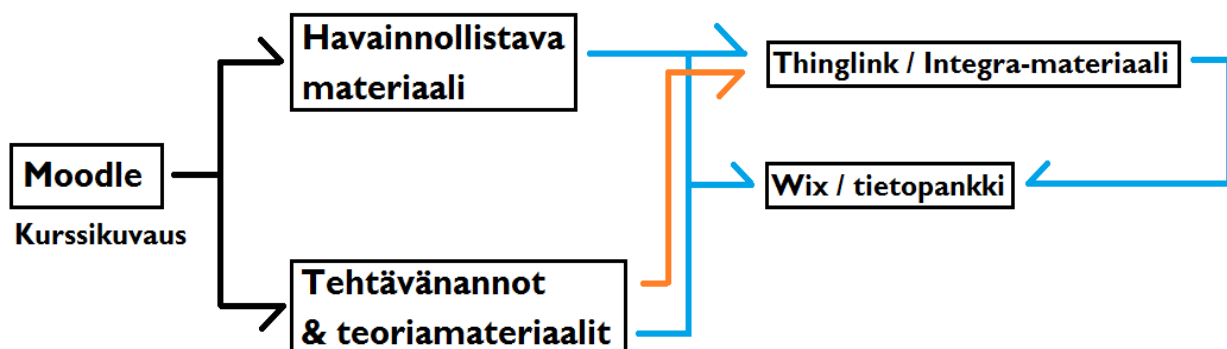 Havainnollistava
materiaali
Thinglink / Integra-materiaali
Moodle
Wix / tietopankki
Kurssikuvaus
Tehtävänannot
& teoriamateriaalit